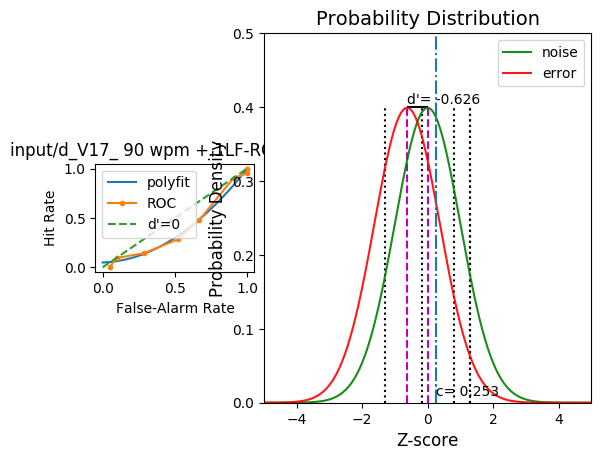 input/d_V17_ 90 wpm + 1LF-RO
Hit Rate
1.0
0.5
0.0
polyfit
ROC
d'=0
0.0
0.5
1.0
False-Alarm Rate
Probability Distribution
Probability Density
0.5
0.4
0.3
0.2
0.1
0.0
noise
error
d'= -0.626
c= 0.253
−4
−2
0
2
4
Z-score